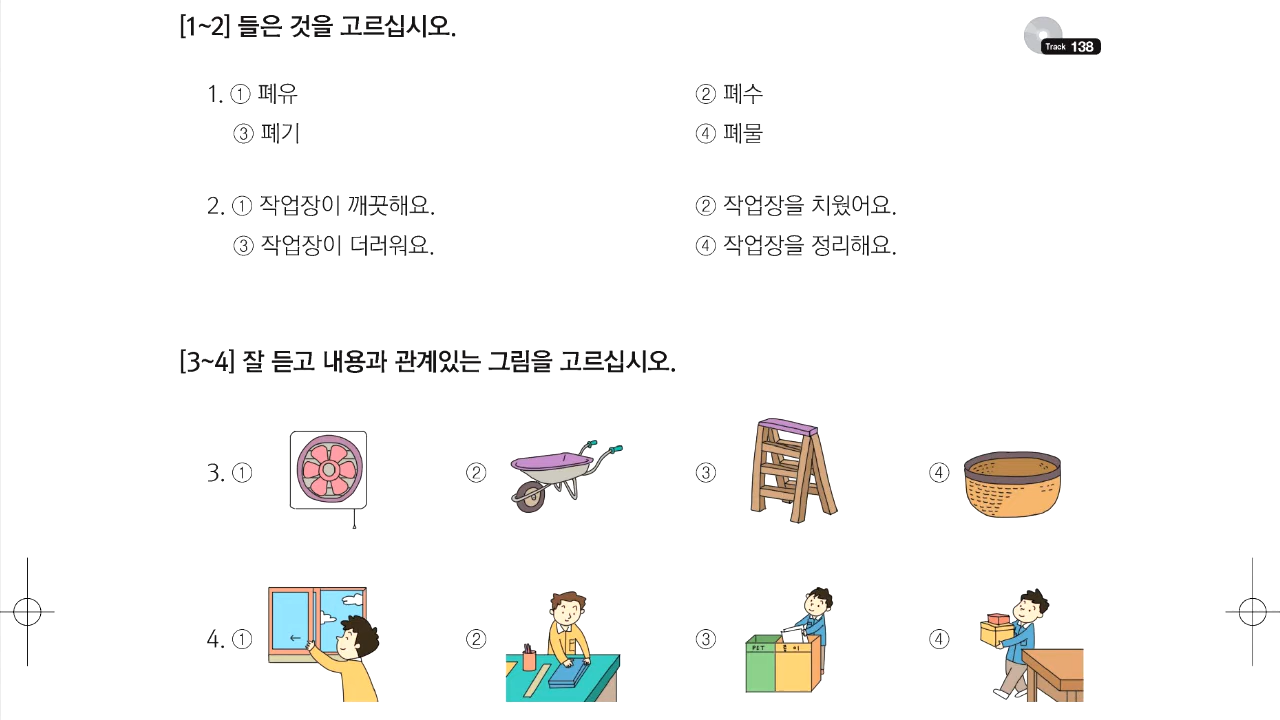 [1~2] 들은 것을 고르십시오.
Track 138
1. ① 폐유 ② 폐수
③ 폐기 ④ 폐물
2. ① 작업장이 깨끗해요. ② 작업장을 치웠어요.
③ 작업장이 더러워요. ④ 작업장을 정리해요.
[3~4] 잘 듣고 내용과 관계있는 그림을 고르십시오.
3. ① ② ③ ④
4. ① ② ③ ④
PET 종이